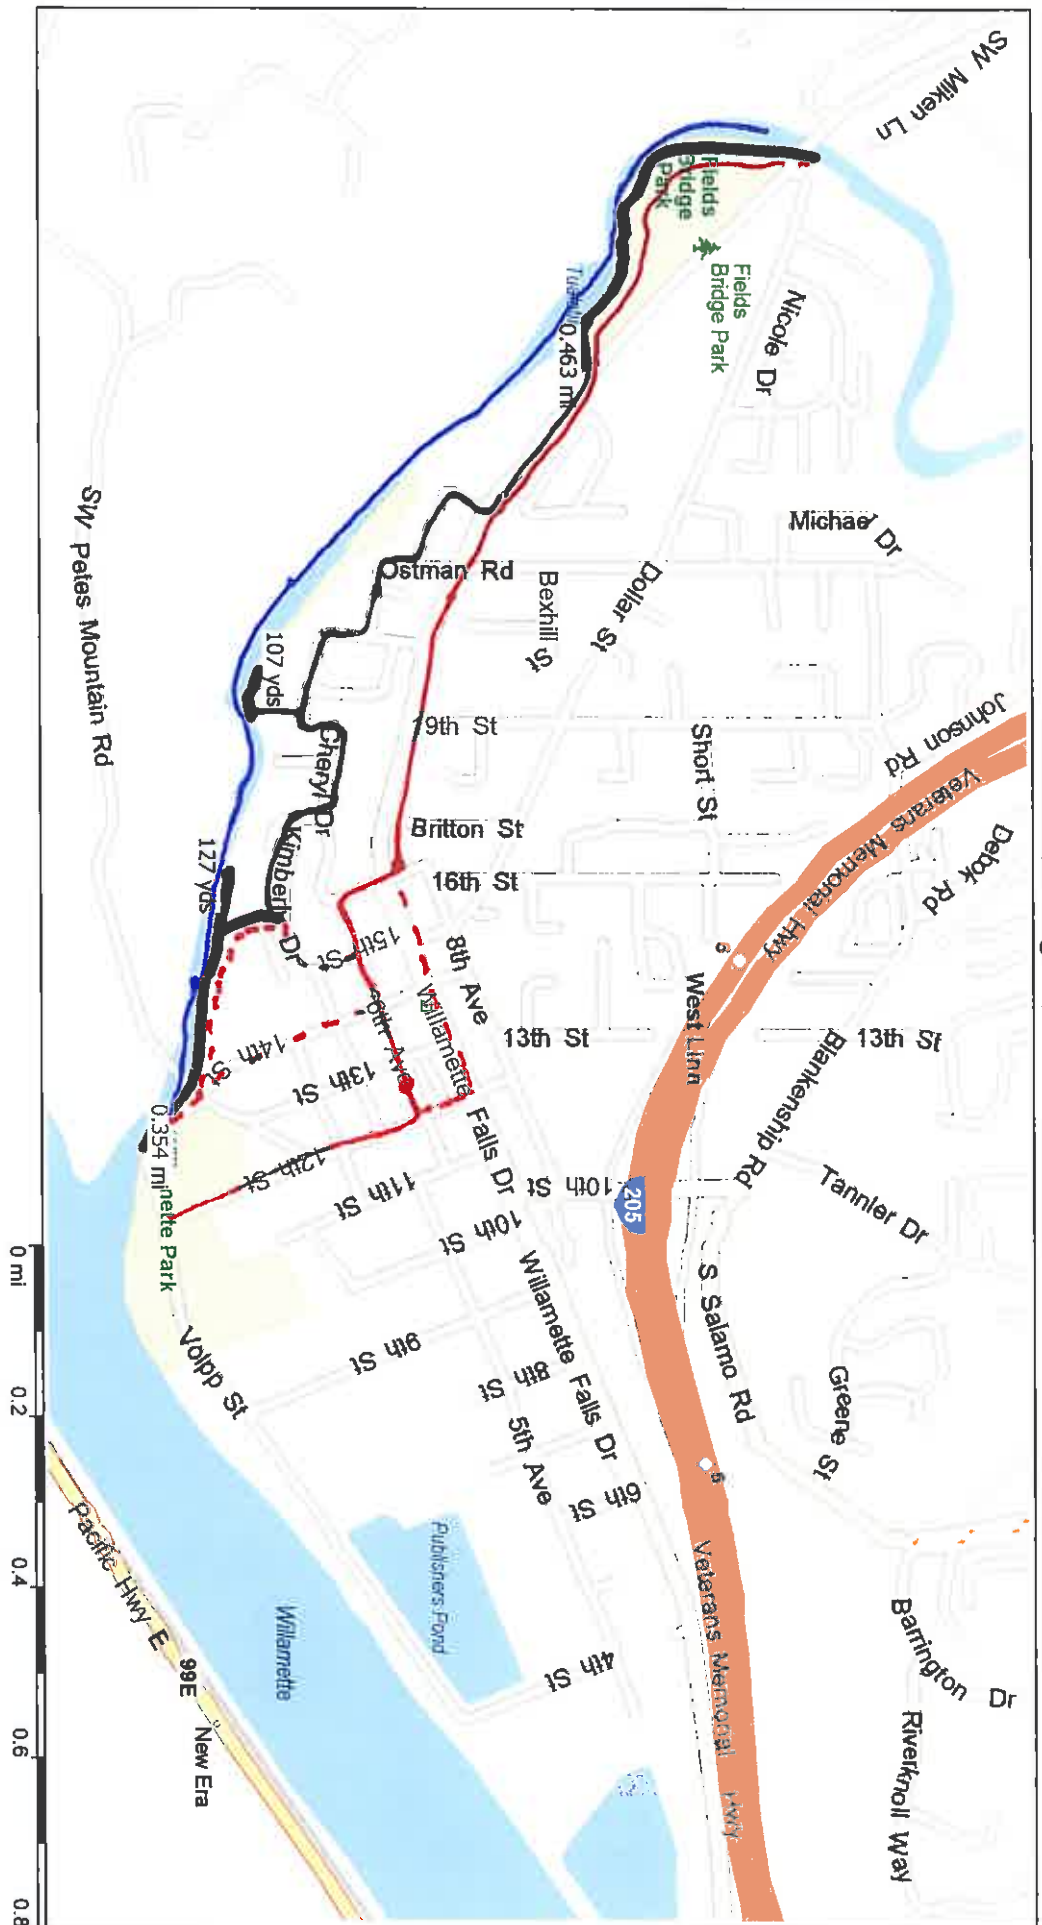 SW Miken Ln
Fields
Bridge
Park
Fields
Bridge Park
Nicole Dr
0.463 mi
Michael Dr
SW Petes Mountain Rd
Ostman Rd
Bexhill St
Dollar St
107 yds
19th St
Cheryl Dr
Short St
Johnson Rd
Veterans Memorial Hwy
Debok Rd
Britton St
16th St
127 yds
Dr
15th St
8th Ave
Willamette Falls Dr
6th Ave
14th St
13th St
13th St
13th St
West Linn
5
Blankenship Rd
Tannler Dr
0.354 mi
nette Park
12th St
11th St
10th St
10th St
205
Willamette Falls Dr
S Salamo Rd
Greene St
Volpp St
9th St
8th St
5th Ave
6th St
Publishers Pond
4th St
Veterans Memorial Hwy
Barrington Dr
Riverknoll Way
Willamette
Pacific Hwy E
99E
New Era
0 mi
0.2
0.4
0.6
0.8